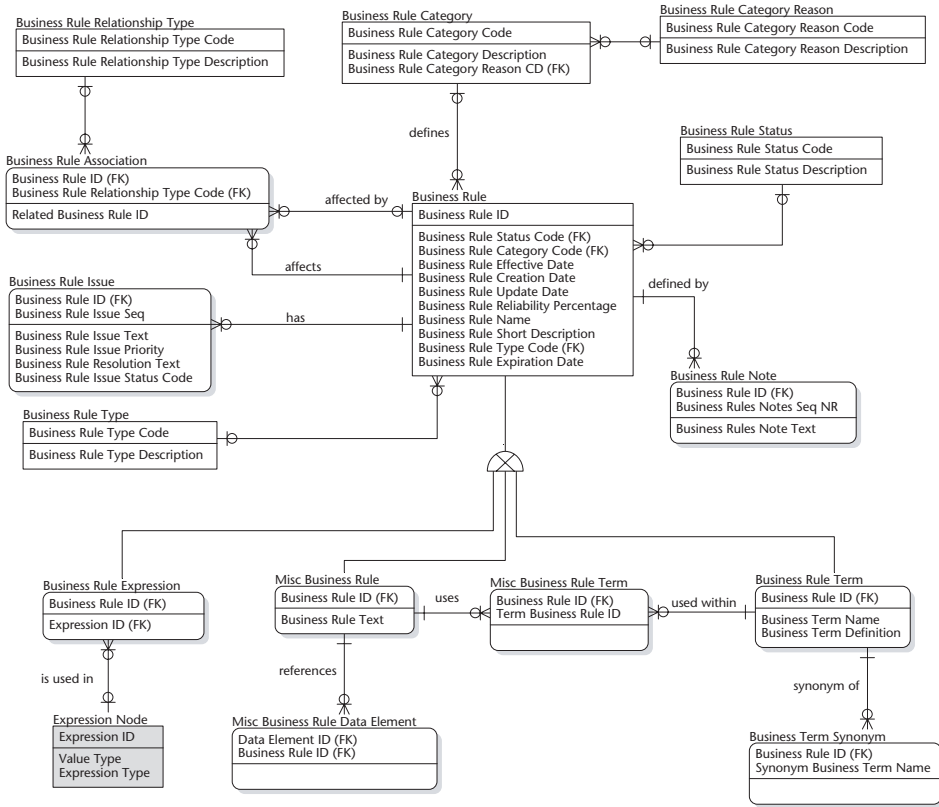 Business Rule Relationship Type
Business Rule Relationship Type Code
Business Rule Relationship Type Description
Business Rule Category
Business Rule Category Code
Business Rule Category Description
Business Rule Category Reason CD (FK)
Business Rule Category Reason
Business Rule Category Reason Code
Business Rule Category Reason Description
defines
Business Rule Status
Business Rule Status Code
Business Rule Status Description
Business Rule Association
Business Rule ID (FK)
Business Rule Relationship Type Code (FK)
Related Business Rule ID
affected by
affects
Business Rule
Business Rule ID
Business Rule Status Code (FK)
Business Rule Category Code (FK)
Business Rule Effective Date
Business Rule Creation Date
Business Rule Update Date
Business Rule Reliability Percentage
Business Rule Name
Business Rule Short Description
Business Rule Type Code (FK)
Business Rule Expiration Date
defined by
Business Rule Issue
Business Rule ID (FK)
Business Rule Issue Seq
Business Rule Issue Text
Business Rule Issue Priority
Business Rule Resolution Text
Business Rule Issue Status Code
has
Business Rule Note
Business Rule ID (FK)
Business Rules Notes Seq NR
Business Rules Note Text
Business Rule Type
Business Rule Type Code
Business Rule Type Description
Business Rule Expression
Business Rule ID (FK)
Expression ID (FK)
Misc Business Rule
Business Rule ID (FK)
Business Rule Text
uses
Misc Business Rule Term
Business Rule ID (FK)
Term Business Rule ID
used within
Business Rule Term
Business Rule ID (FK)
Business Term Name
Business Term Definition
is used in
references
synonym of
Expression Node
Expression ID
Value Type
Expression Type
Misc Business Rule Data Element
Data Element ID (FK)
Business Rule ID (FK)
Business Term Synonym
Business Rule ID (FK)
Synonym Business Term Name